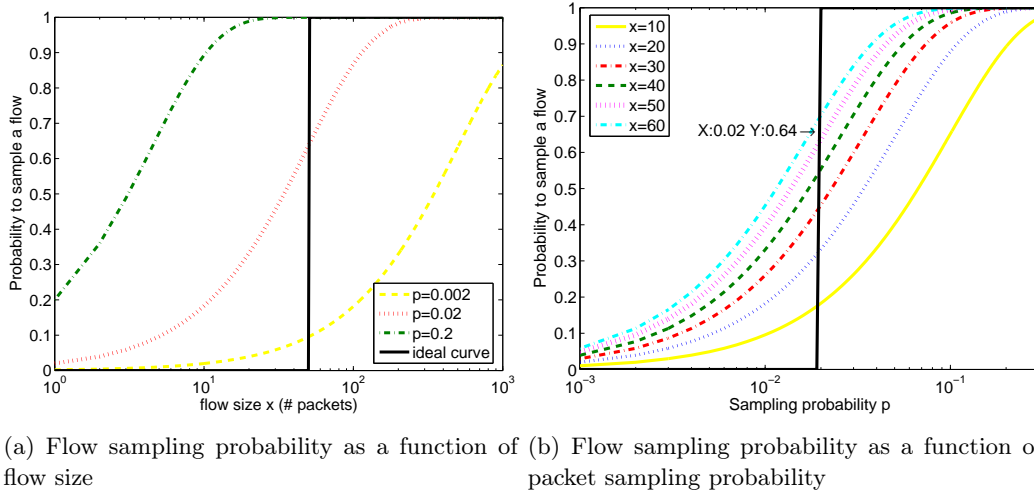 1
0.9
0.8
0.7
0.6
0.5
0.4
0.3
0.2
0.1
0
Probability to sample a flow
10^0
10^1
10^2
10^3
flow size x (# packets)
p=0.002
p=0.02
p=0.2
ideal curve
1
0.9
0.8
0.7
0.6
0.5
0.4
0.3
0.2
0.1
0
Probability to sample a flow
x=10
x=20
x=30
x=40
x=50
x=60
X:0.02 Y:0.64→
10^−3
10^−2
10^−1
Sampling probability p
(a) Flow sampling probability as a function of
flow size
(b) Flow sampling probability as a function o
packet sampling probability